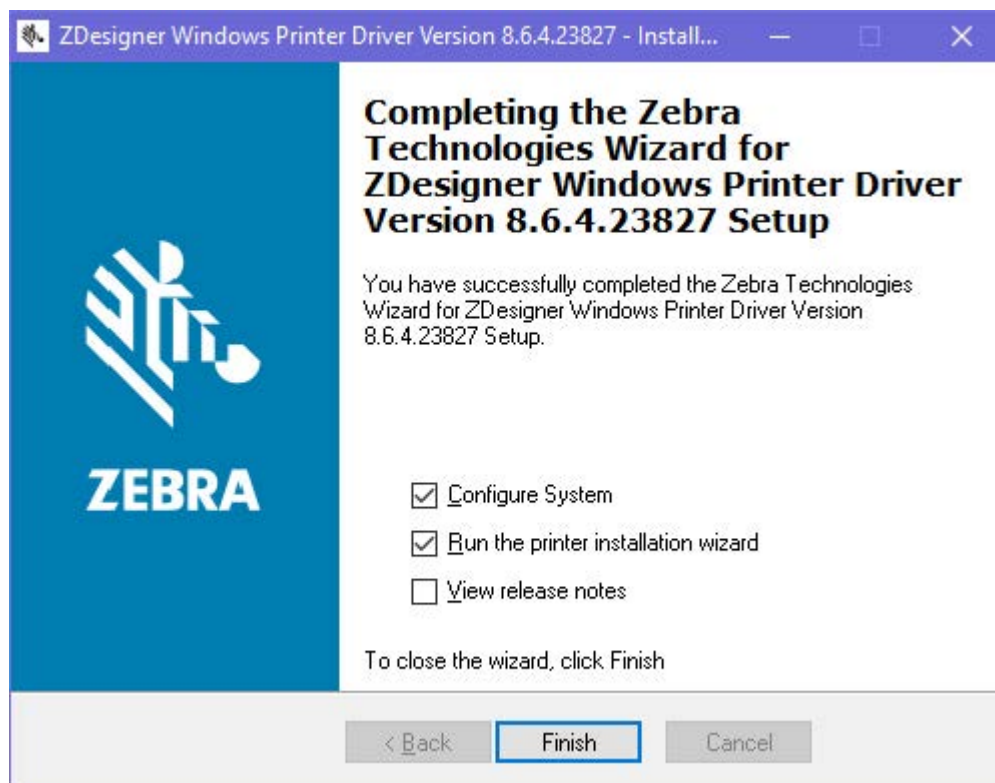 ZDesigner Windows Printer Driver Version 8.6.4.23827 - Install...
Completing the Zebra
Technologies Wizard for
ZDesigner Windows Printer Driver
Version 8.6.4.23827 Setup
You have successfully completed the Zebra Technologies
Wizard for ZDesigner Windows Printer Driver Version
8.6.4.23827 Setup.
ZEBRA
Configure System
Run the printer installation wizard
View release notes
To close the wizard, click Finish
< Back
Finish
Cancel